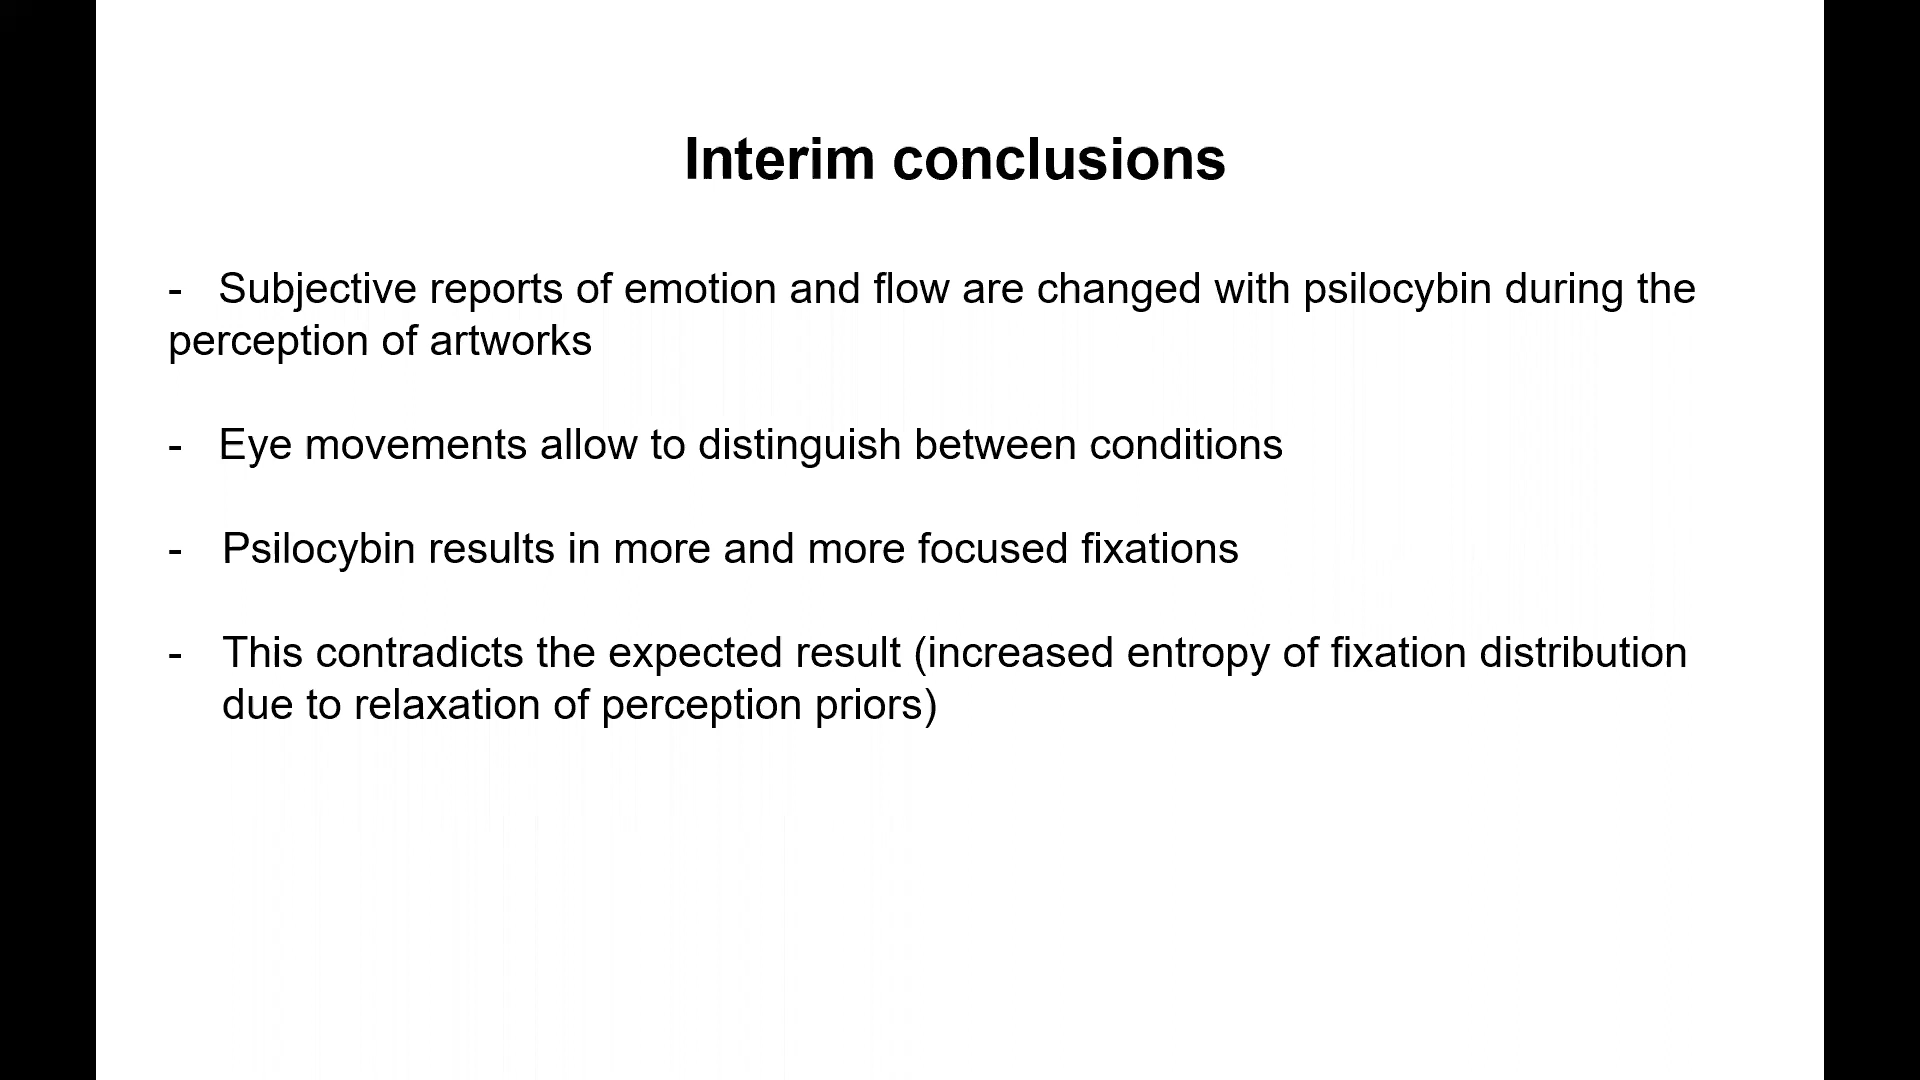 Interim conclusions
- Subjective reports of emotion and flow are changed with psilocybin during the
perception of artworks
- Eye movements allow to distinguish between conditions
- Psilocybin results in more and more focused fixations
- This contradicts the expected result (increased entropy of fixation distribution
due to relaxation of perception priors)